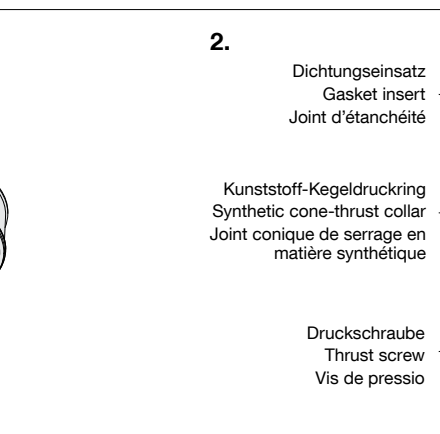 2.
Dichtungseinsatz
Gasket insert
Joint d'étanchéité
Kunststoff-Kegeldruckring
Synthetic cone-thrust collar
Joint conique de serrage en
matière synthétique
Druckschraube
Thrust screw
Vis de pressio